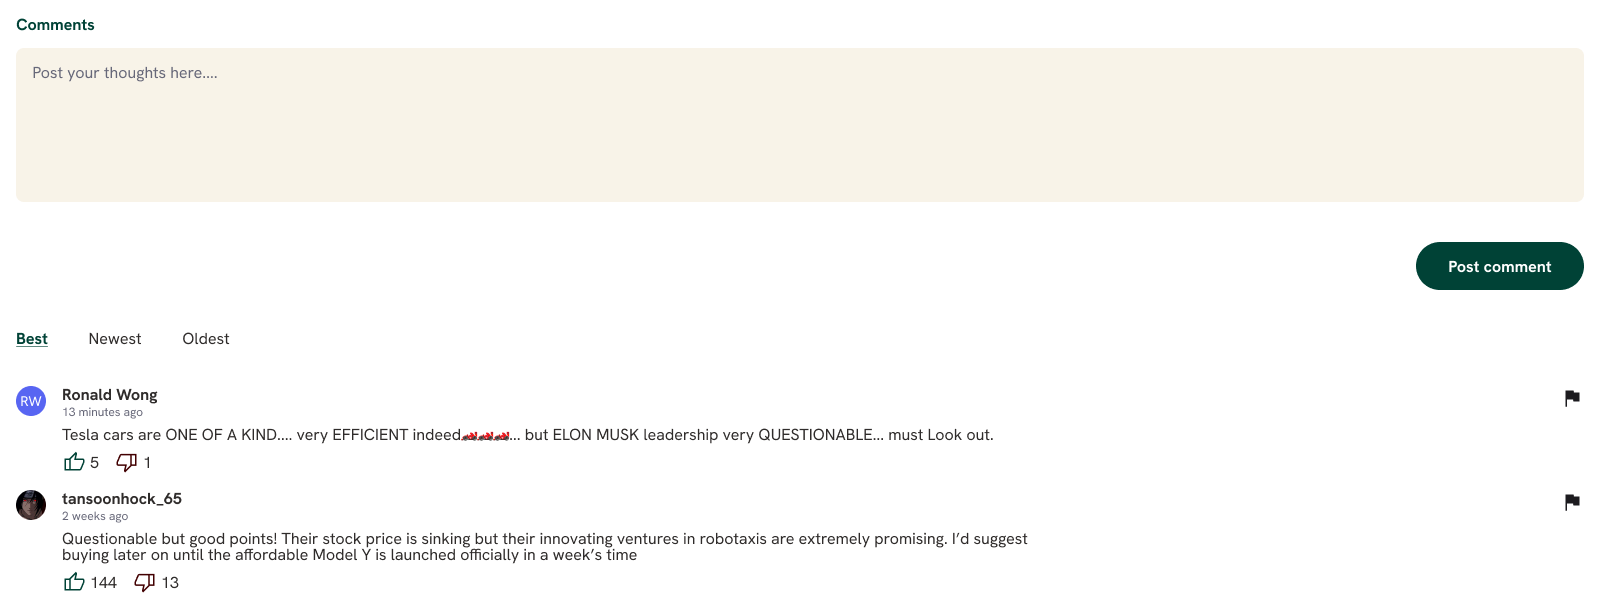 Comments
Post your thoughts here....
Post comment
Best Newest Oldest
RW Ronald Wong
13 minutes ago
Tesla cars are ONE OF A KIND.... very EFFICIENT indeed🏎️🏎️🏎️... but ELON MUSK leadership very QUESTIONABLE... must Look out.
5 1
tansoonhock_65
2 weeks ago
Questionable but good points! Their stock price is sinking but their innovating ventures in robotaxis are extremely promising. I’d suggest
buying later on until the affordable Model Y is launched officially in a week’s time
144 13